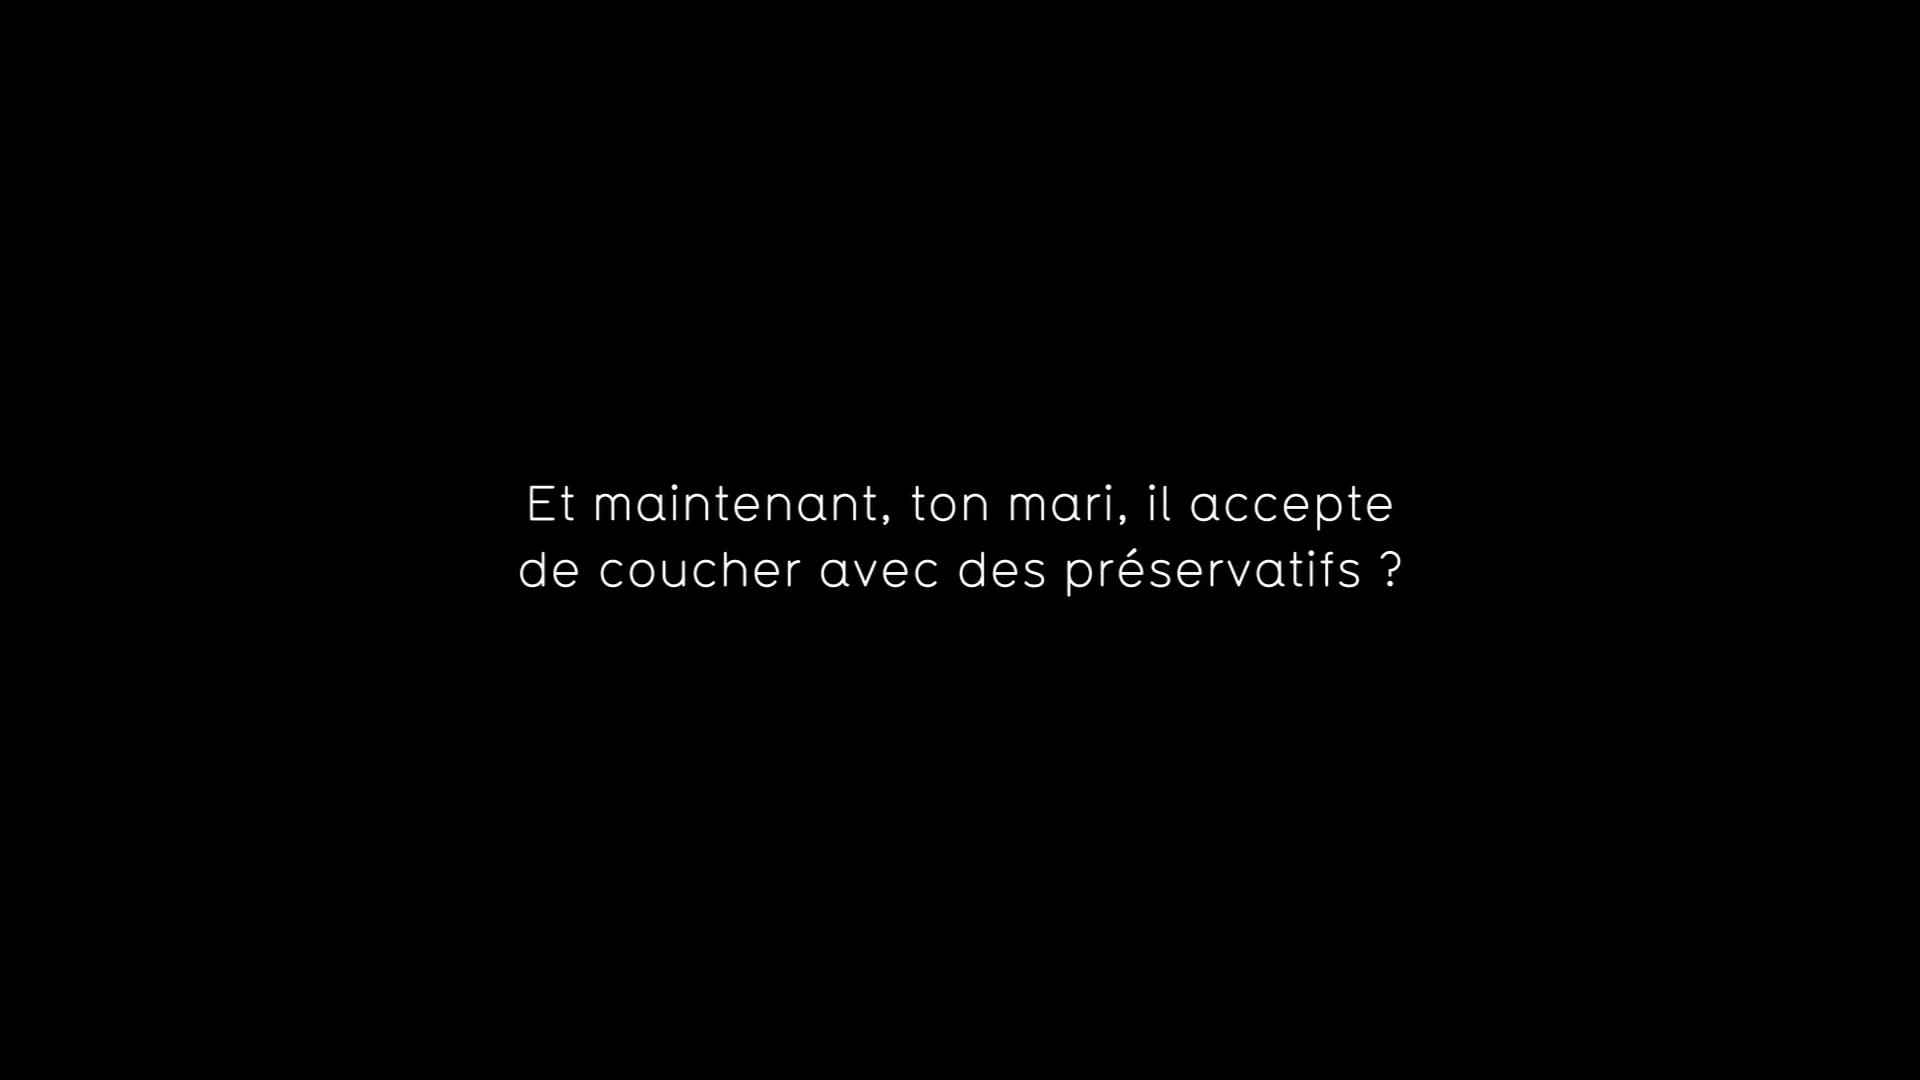 Et maintenant, ton mari, il accepte
de coucher avec des préservatifs ?